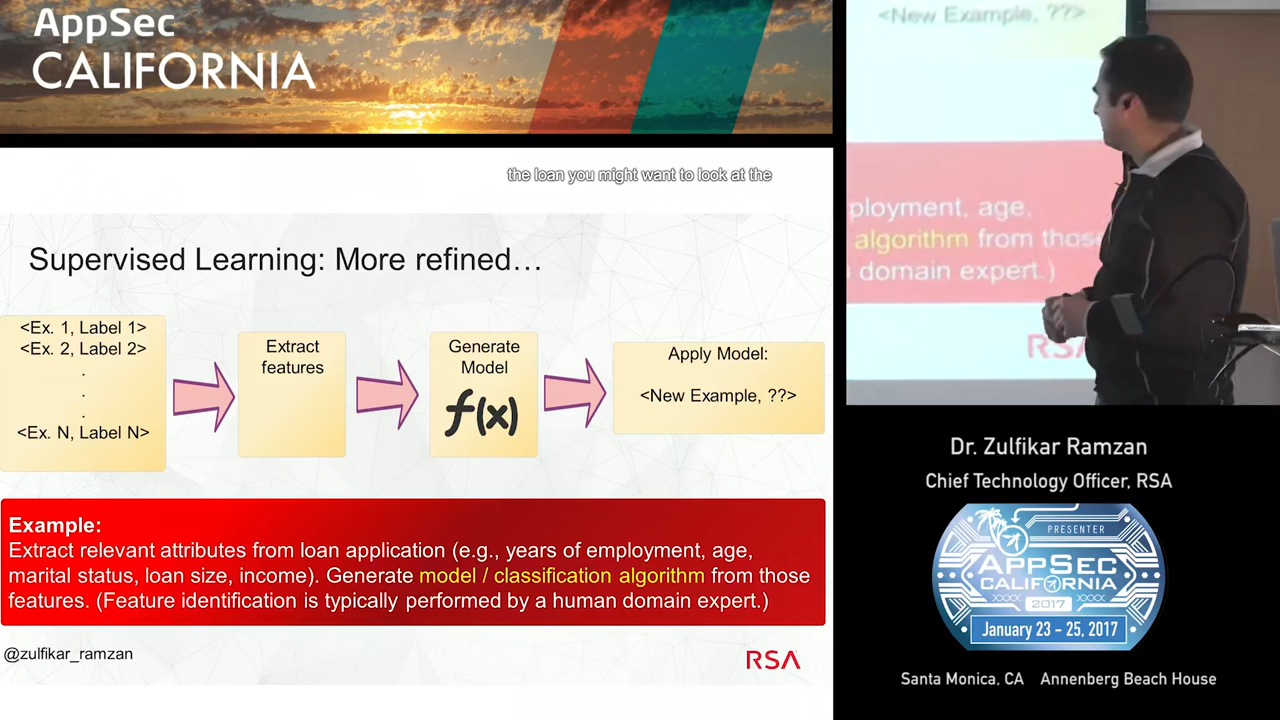 AppSec
CALIFORNIA
the loan you might want to look at the
Supervised Learning: More refined…
<Ex. 1, Label 1>
<Ex. 2, Label 2>
.
.
.
<Ex. N, Label N>
Extract
features
Generate
Model
f(x)
Apply Model:
<New Example, ??>
Example:
Extract relevant attributes from loan application (e.g., years of employment, age,
marital status, loan size, income). Generate model / classification algorithm from those
features. (Feature identification is typically performed by a human domain expert.)
@zulfikar_ramzan
RSA
<New Example, ??>
ployment, age,
algorithm from those
domain expert.)
RSA
Dr. Zulfikar Ramzan
Chief Technology Officer, RSA
PRESENTER
APPSEC
CALIFORNIA
2017
January 23 - 25, 2017
Santa Monica, CA Annenberg Beach House